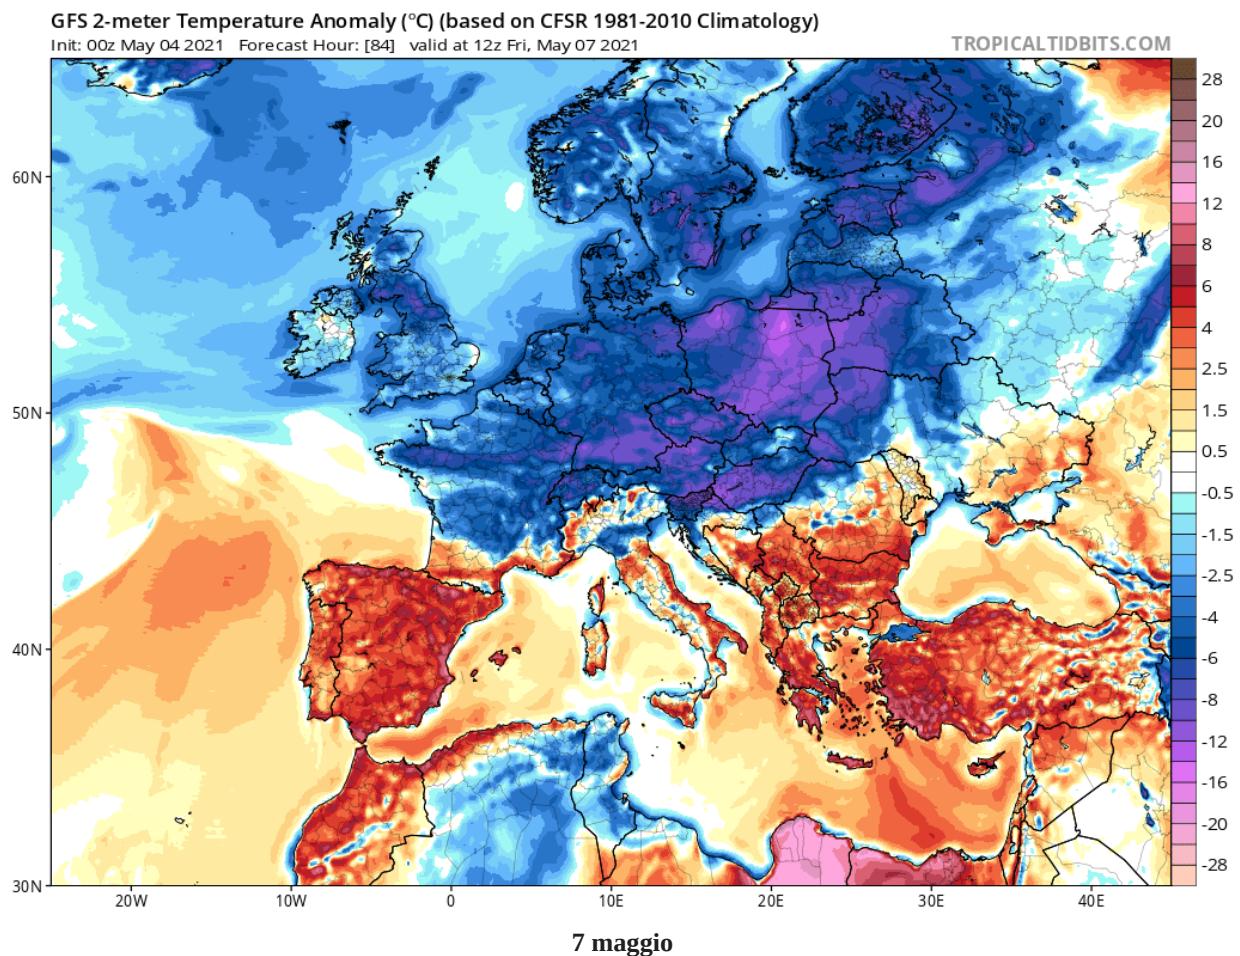 GFS 2-meter Temperature Anomaly (°C) (based on CFSR 1981-2010 Climatology)
Init: 00z May 04 2021 Forecast Hour: [84] valid at 12z Fri, May 07 2021
TROPICALTIDBITS.COM
28
20
16
12
8
6
4
2.5
1.5
0.5
-0.5
-1.5
-2.5
-4
-6
-8
-12
-16
-20
-28
60N
50N
40N
30N
20W
10W
0
10E
20E
30E
40E
7 maggio